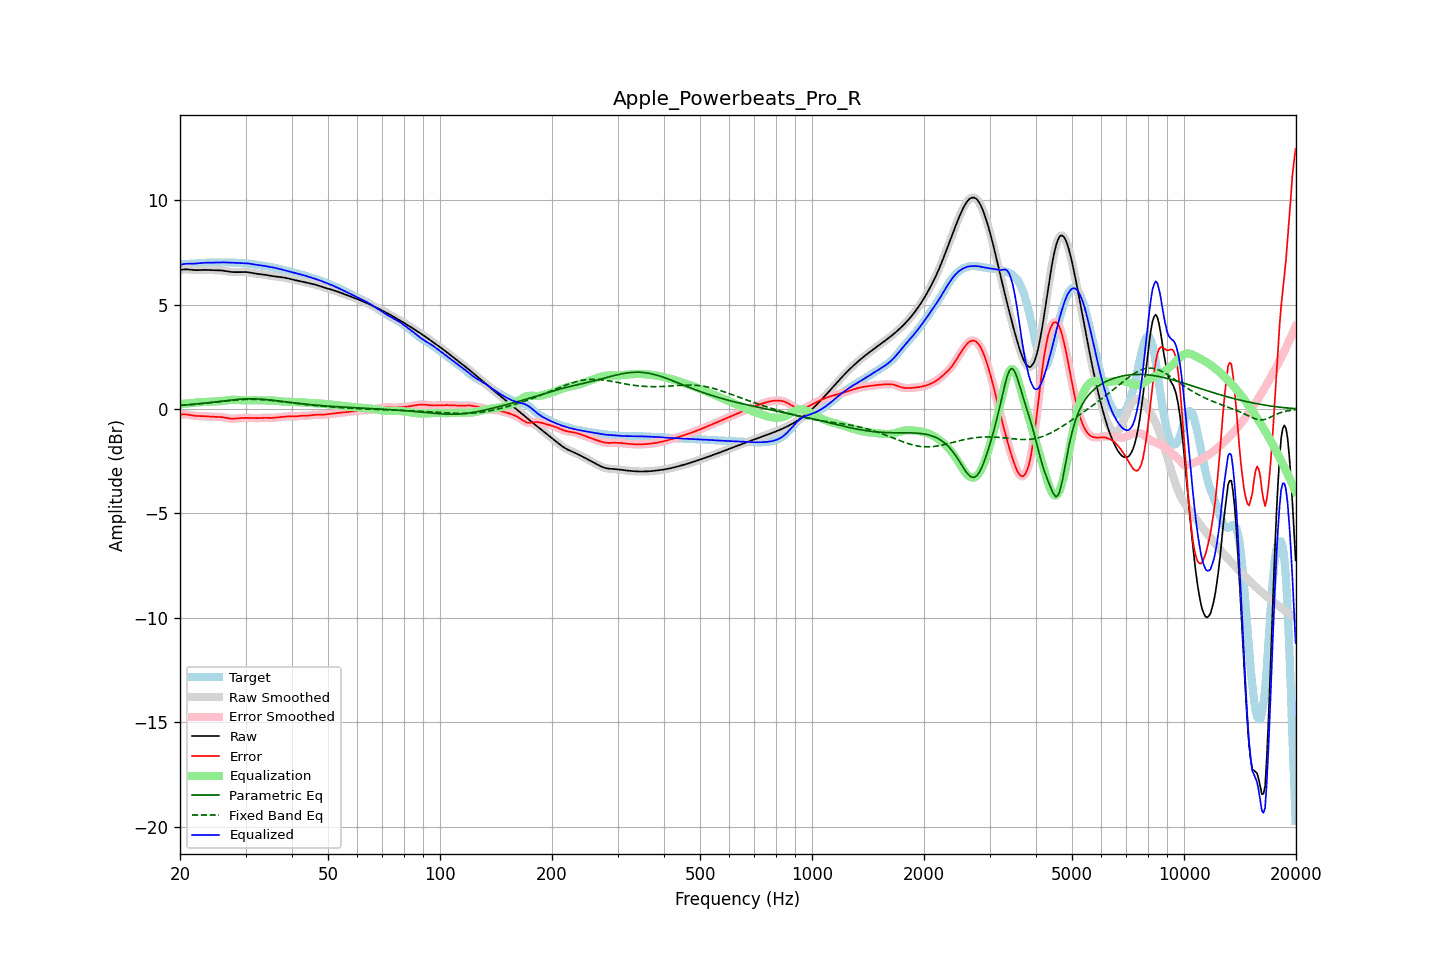 Apple_Powerbeats_Pro_R
Amplitude (dBr)
10
5
0
−5
−10
−15
−20
Target
Raw Smoothed
Error Smoothed
Raw
Error
Equalization
Parametric Eq
Fixed Band Eq
Equalized
20 50 100 200 500 1000 2000 5000 10000 20000
Frequency (Hz)